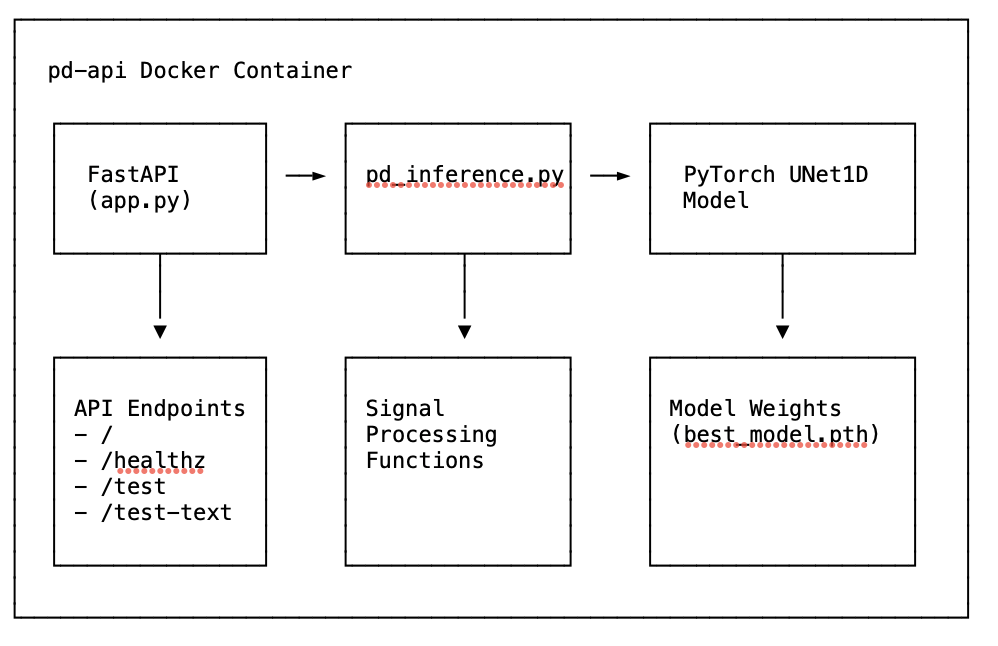 pd-api Docker Container
FastAPI
(app.py)
pd_inference.py
PyTorch UNet1D
Model
API Endpoints
- /
- /healthz
- /test
- /test-text
Signal
Processing
Functions
Model Weights
(best_model.pth)